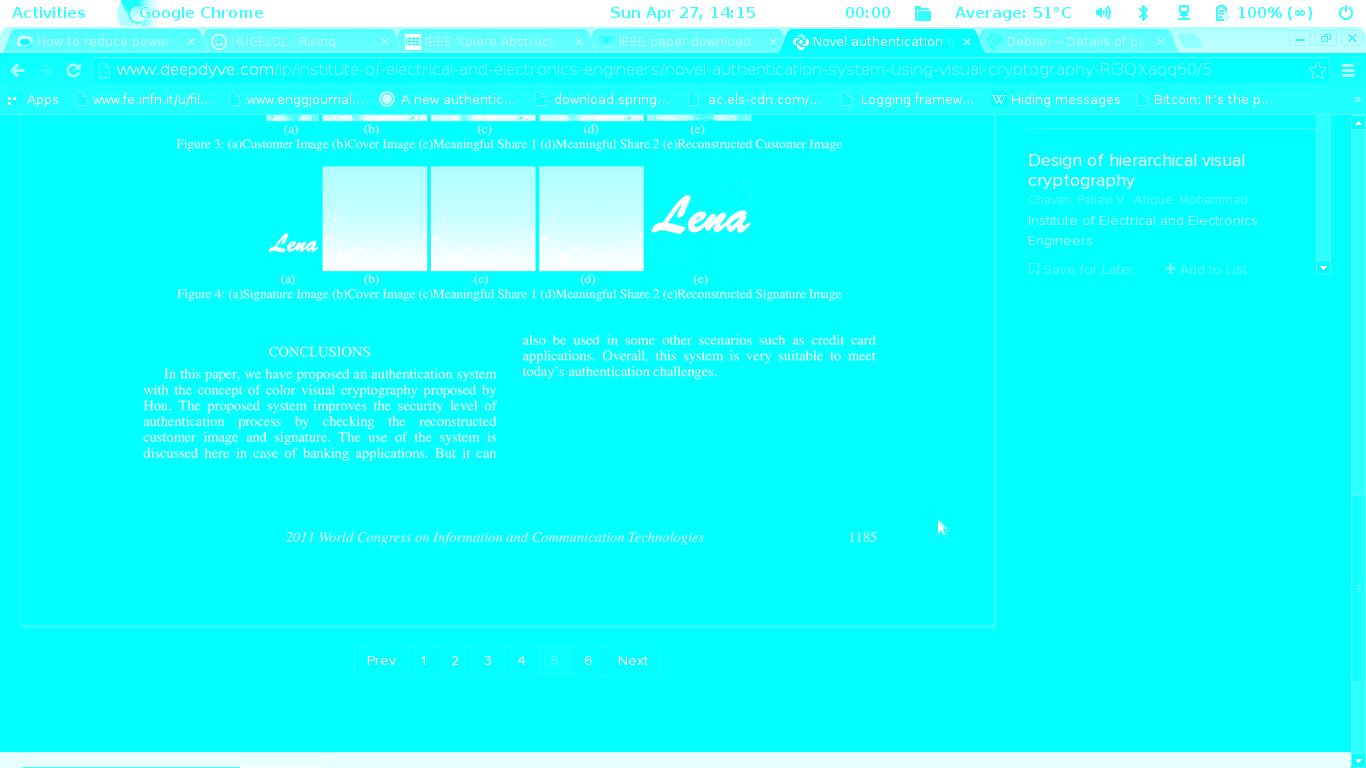 Activities Google Chrome Sun Apr 27, 14:15 00:00 Average: 51°C 100% (∞)
How to reduce power HUGELOL - Rising IEEE Xplore Abstract IEEE paper download Novel authentication s Debian -- Details of pa
www.deepdyve.com/lp/institute-of-electrical-and-electronics-engineers/novel-authentication-system-using-visual-cryptography-
Apps www.fe.infn.it/u/fil... www.enggjournal... A new authentic... download.spring... ac.els-cdn.com/... Logging framew... W Hiding messages Bitcoin: It's the p... »
(a) (b) (c) (d) (e)
Figure 3: (a)Customer Image (b)Cover Image (c)Meaningful Share 1 (d)Meaningful Share 2 (e)Reconstructed Customer Image
Lena Lena
(a) (b) (c) (d) (e)
Figure 4: (a)Signature Image (b)Cover Image (c)Meaningful Share 1 (d)Meaningful Share 2 (e)Reconstructed Signature Image
CONCLUSIONS
In this paper, we have proposed an authentication system
with the concept of color visual cryptography proposed by
Hou. The proposed system improves the security level of
authentication process by checking the reconstructed
customer image and signature. The use of the system is
discussed here in case of banking applications. But it can
also be used in some other scenarios such as credit card
applications. Overall, this system is very suitable to meet
today's authentication challenges.
2011 World Congress on Information and Communication Technologies 1185
Prev 1 2 3 4 5 6 Next
Design of hierarchical visual
cryptography
Chavan, Pallavi V. Atique, Mohammad
Institute of Electrical and Electronics
Engineers
Save for Later Add to List